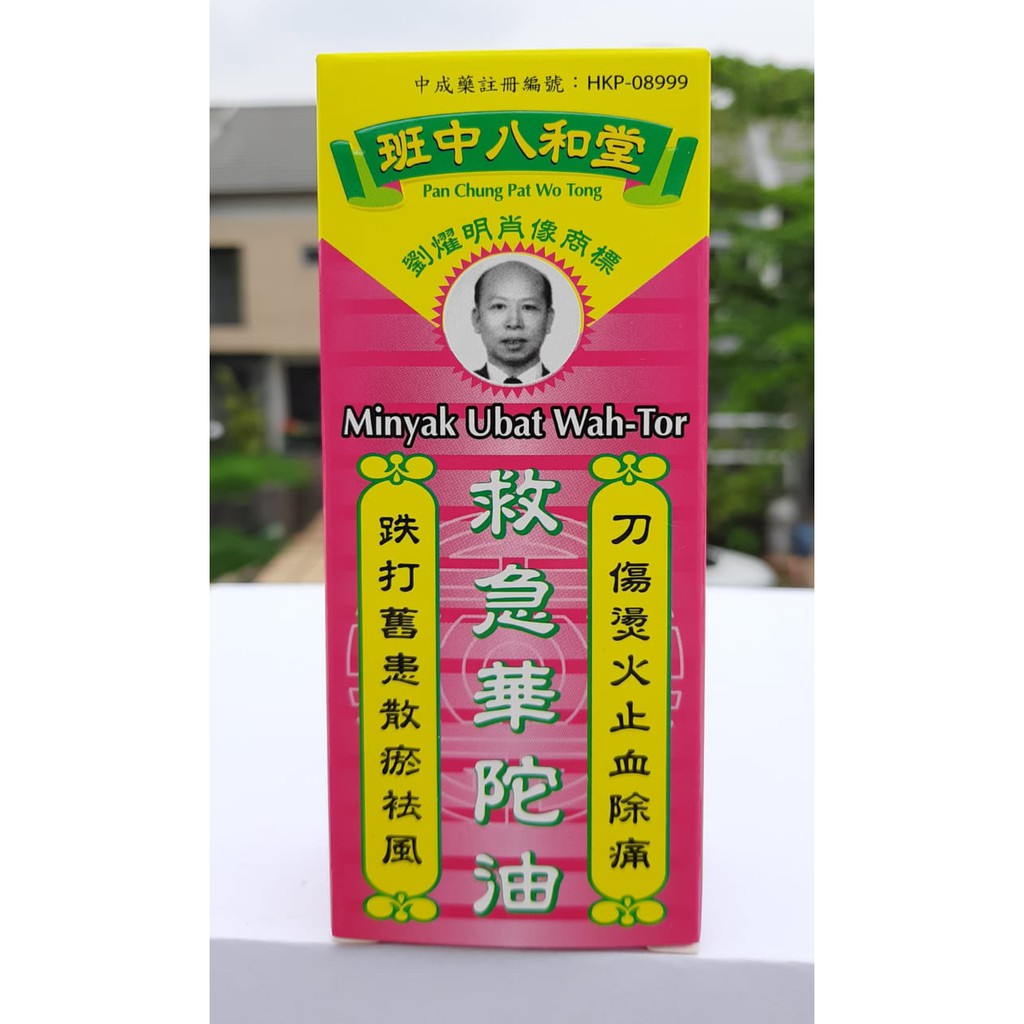 中成藥註冊編號：HKP-08999
班中八和堂
Pan Chung Pat Wo Tong
劉燿明肖像商標
Minyak Ubat Wah-Tor
刀傷燙火止血除痛
救急華陀油
跌打舊患散瘀祛風